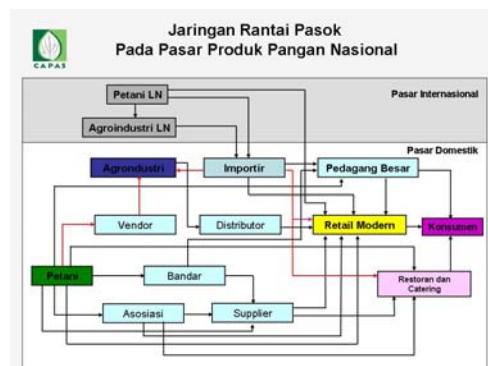 Jaringan Rantai Pasok
Pada Pasar Produk Pangan Nasional
CAPAS
Petani LN
Pasar Internasional
Agroindustri LN
Pasar Domestik
Agrondustri
Importir
Pedagang Besar
Vendor
Distributor
Retail Modern
Konsumen
Petani
Bandar
Restoran dan
Catering
Asosiasi
Supplier